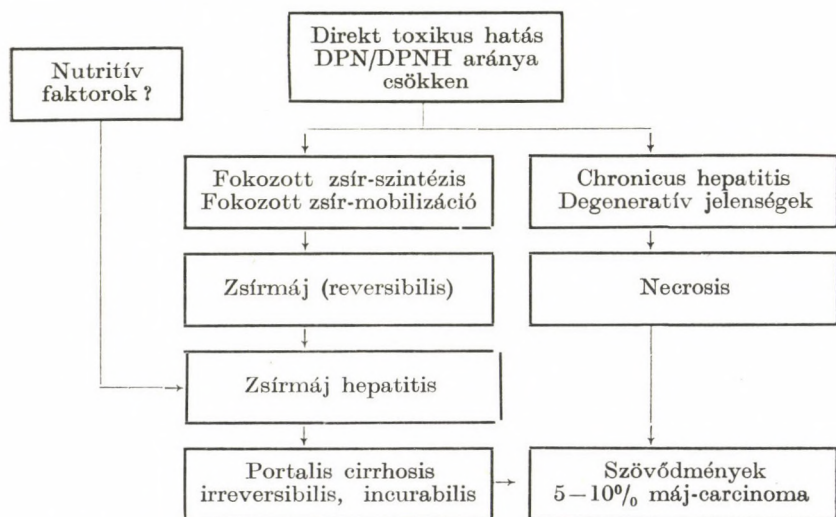 Direkt toxikus hatás
DPN/DPNH aránya
csökken
Nutritív
faktorok ?
Fokozott zsír-szintézis
Fokozott zsír-mobilizáció
Chronicus hepatitis
Degeneratív jelenségek
Zsírmáj (reversibilis)
Necrosis
Zsírmáj hepatitis
Portalis cirrhosis
irreversibilis, incurabilis
Szövődmények
5—10% máj-carcinoma